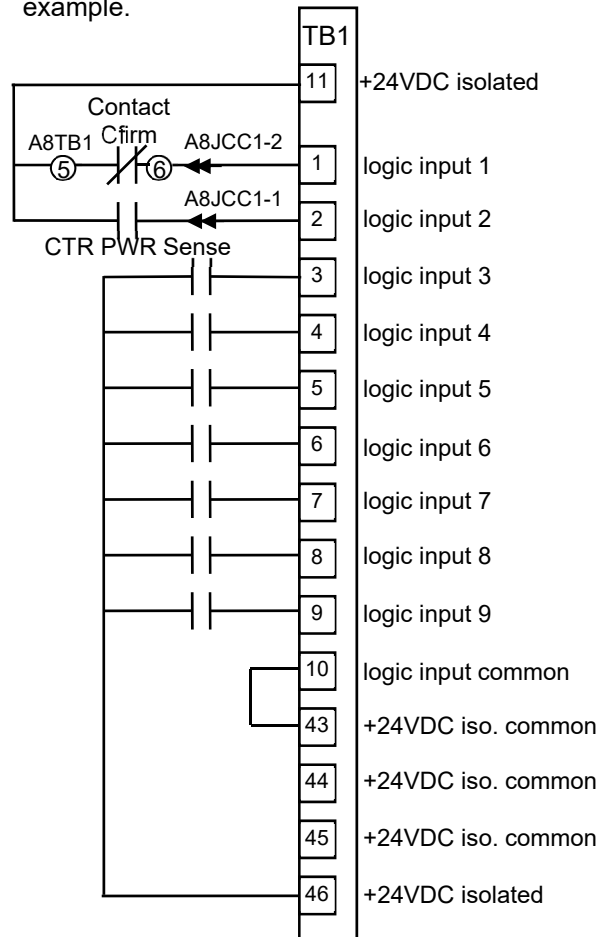 example.
TB1
11 +24VDC isolated
Contact
Cfirm
A8TB1 5 6 A8JCC1-2 1 logic input 1
A8JCC1-1 2 logic input 2
CTR PWR Sense
3 logic input 3
4 logic input 4
5 logic input 5
6 logic input 6
7 logic input 7
8 logic input 8
9 logic input 9
10 logic input common
43 +24VDC iso. common
44 +24VDC iso. common
45 +24VDC iso. common
46 +24VDC isolated